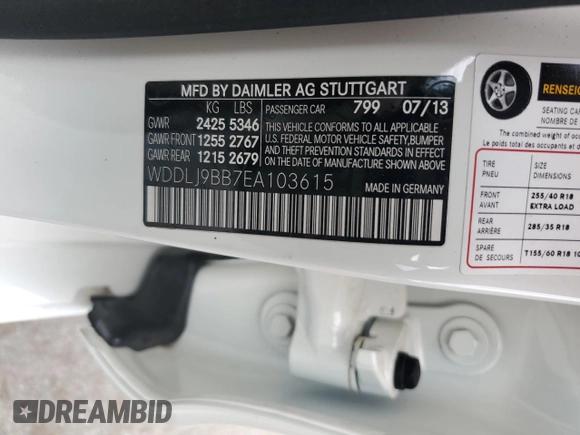 MFD BY DAIMLER AG STUTTGART
KG LBS PASSENGER CAR 799 07/13
GVWR 2425 5346
GAWR FRONT 1255 2767
GAWR REAR 1215 2679
THIS VEHICLE CONFORMS TO ALL APPLICABLE
U.S. FEDERAL MOTOR VEHICLE SAFETY, BUMPER
AND THEFT PREVENTION STANDARDS IN EFFECT
ON THE DATE OF MANUFACTURE SHOWN ABOVE.
WDDLJ9BB7EA103615
MADE IN GERMANY
SEATING
NOMBRE DE
The combined weight of
Le poids total des occupants
TIRE
PNEU
SIZE
DIMENSIONS
FRONT
AVANT
255/40 R18
EXTRA LOAD
REAR
ARRIÈRE
285/35 R18
SPARE
DE SECOURS
T155/60 R18
DREAMBID